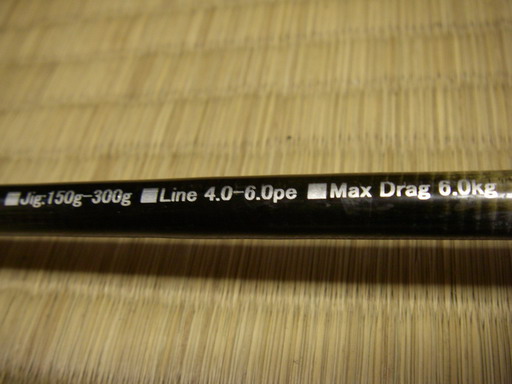 ■Jig:150g-300g ■Line 4.0-6.0pe ■Max Drag 6.0kg